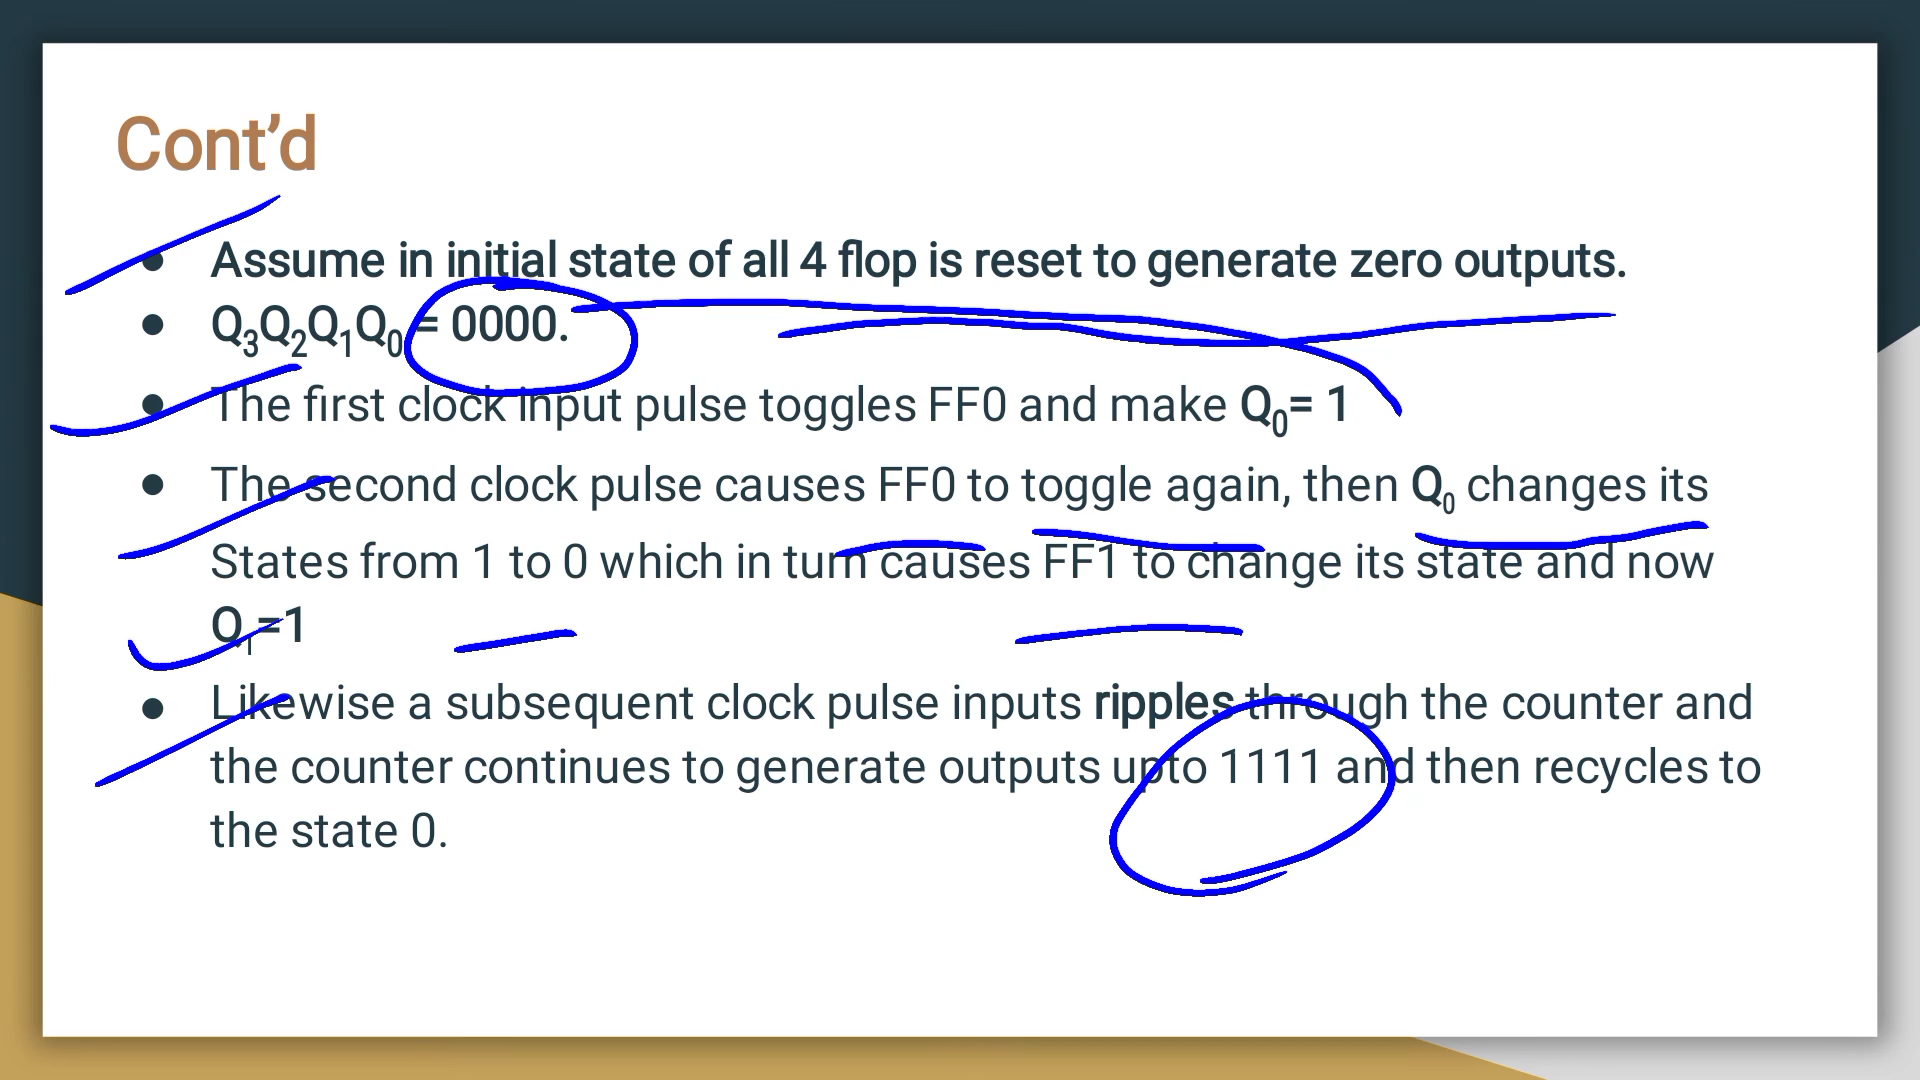 Cont’d
● Assume in initial state of all 4 flop is reset to generate zero outputs.
● Q₃Q₂Q₁Q₀ = 0000.
● The first clock input pulse toggles FF0 and make Q₀= 1
● The second clock pulse causes FF0 to toggle again, then Q₀ changes its
States from 1 to 0 which in turn causes FF1 to change its state and now
Q₁=1
● Likewise a subsequent clock pulse inputs ripples through the counter and
the counter continues to generate outputs upto 1111 and then recycles to
the state 0.